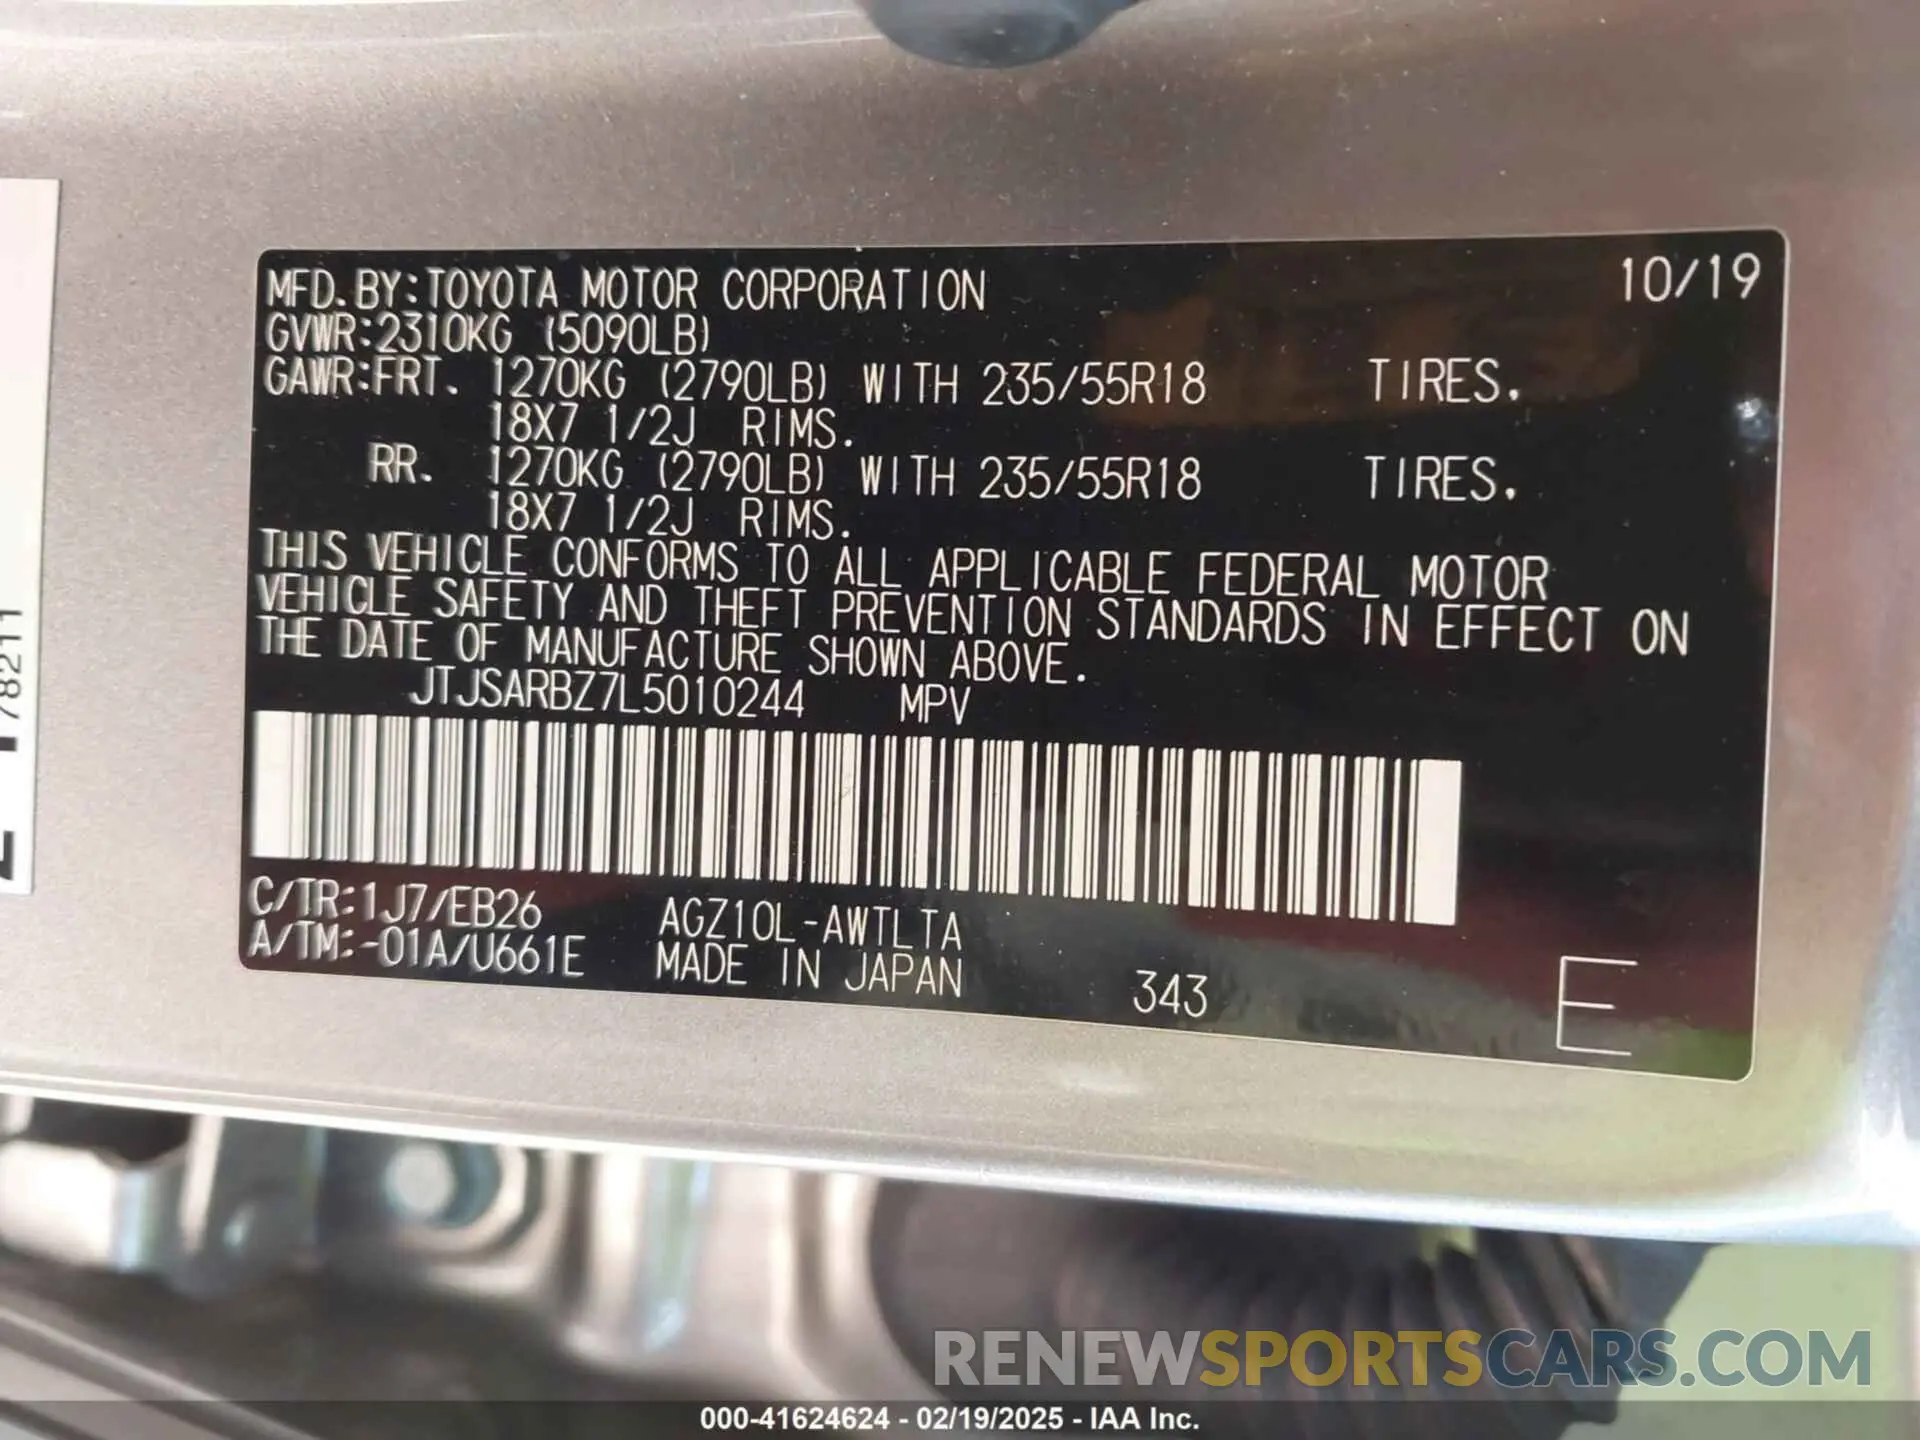 MFD. BY: TOYOTA MOTOR CORPORATION 10/19
GVWR: 2310KG (5090LB)
GAWR: FRT. 1270KG (2790LB) WITH 235/55R18 TIRES.
18X7 1/2J RIMS.
RR. 1270KG (2790LB) WITH 235/55R18 TIRES.
18X7 1/2J RIMS.
THIS VEHICLE CONFORMS TO ALL APPLICABLE FEDERAL MOTOR
VEHICLE SAFETY AND THEFT PREVENTION STANDARDS IN EFFECT ON
THE DATE OF MANUFACTURE SHOWN ABOVE.
JTJSARBZ7L5010244 MPV
C/TR: 1J7/EB26 AGZ10L-AWTLTA
A/TM: -01A/U661E MADE IN JAPAN 343 E
178211
RENEWSPORTSCARS.COM
000-41624624 - 02/19/2025 - IAA Inc.